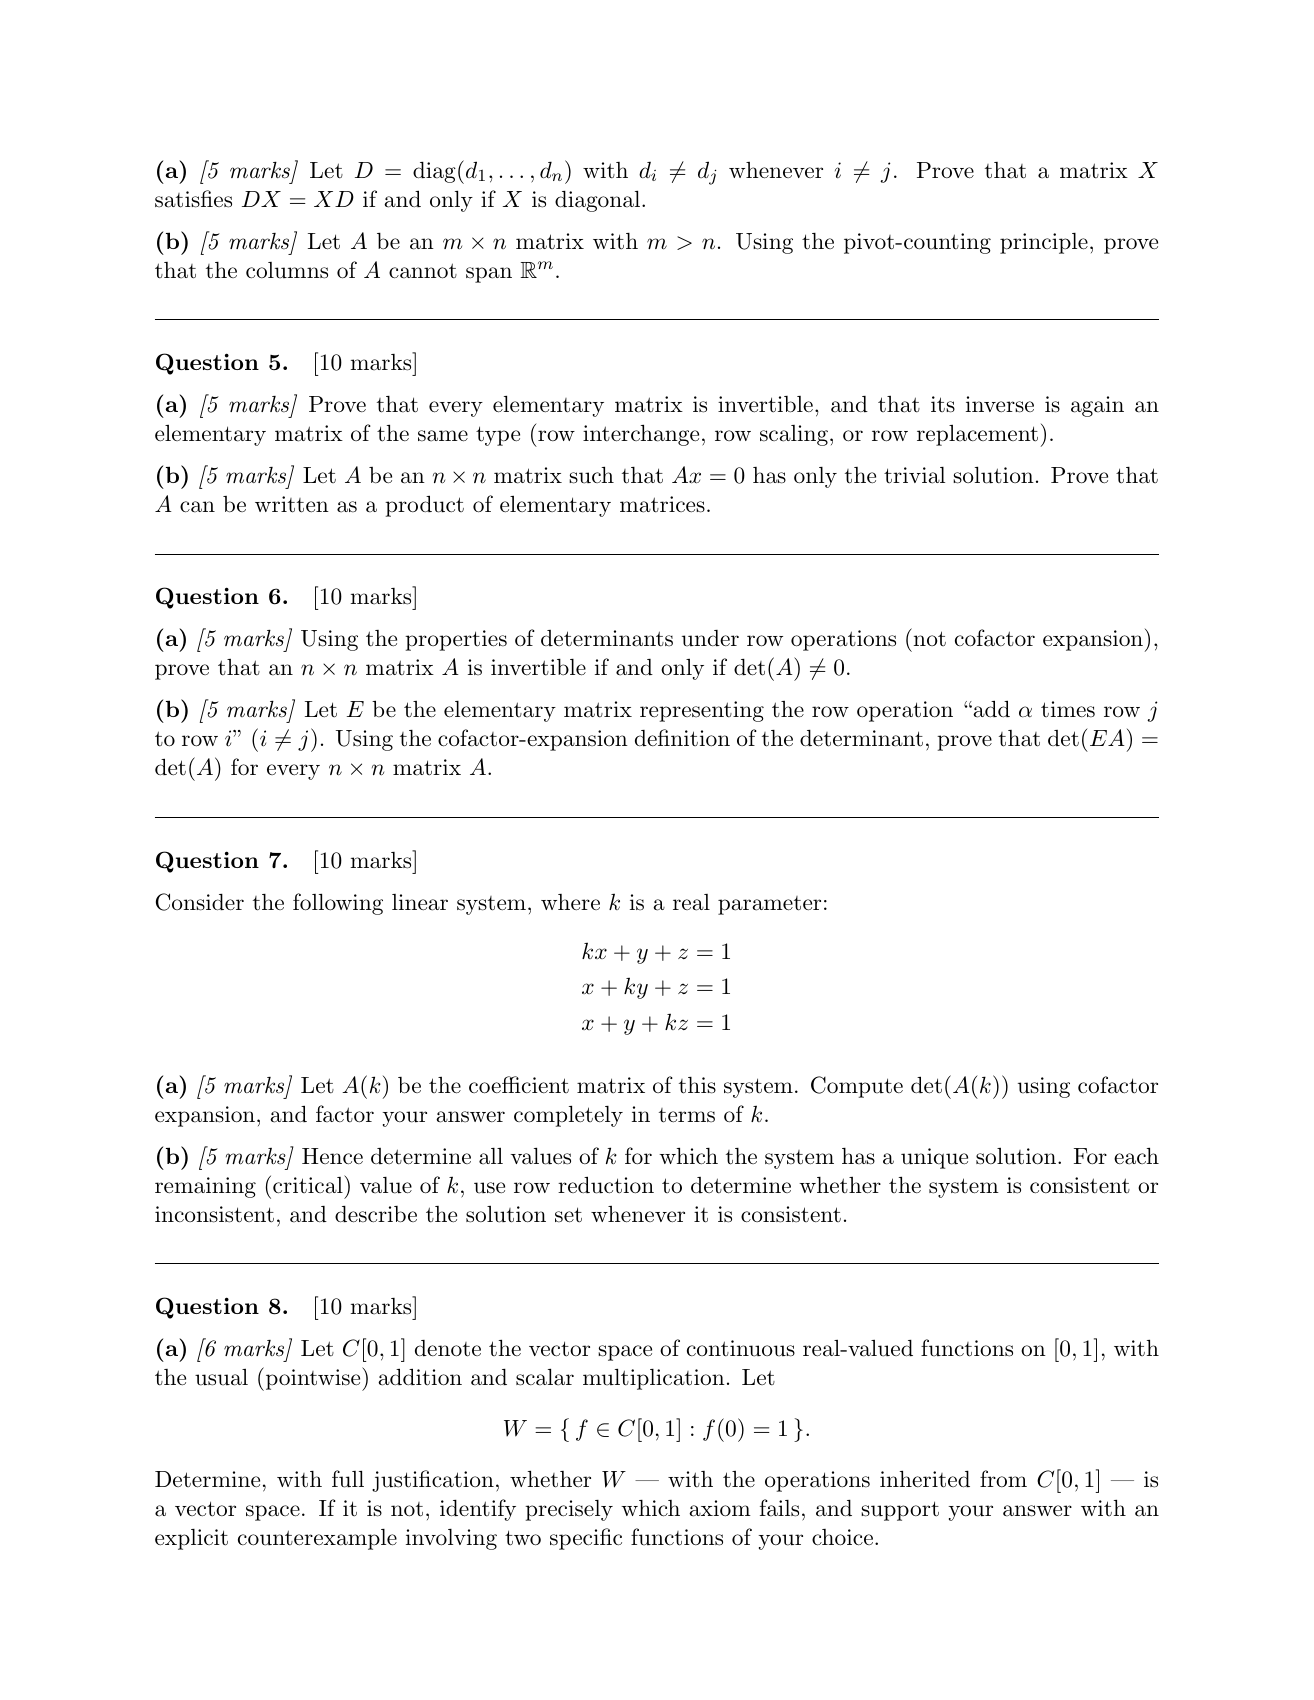 (a) [5 marks] Let D = diag(d₁, . . . , dₙ) with dᵢ ≠ dⱼ whenever i ≠ j. Prove that a matrix X
satisfies DX = XD if and only if X is diagonal.
(b) [5 marks] Let A be an m × n matrix with m > n. Using the pivot-counting principle, prove
that the columns of A cannot span ℝᵐ.
Question 5. [10 marks]
(a) [5 marks] Prove that every elementary matrix is invertible, and that its inverse is again an
elementary matrix of the same type (row interchange, row scaling, or row replacement).
(b) [5 marks] Let A be an n × n matrix such that Ax = 0 has only the trivial solution. Prove that
A can be written as a product of elementary matrices.
Question 6. [10 marks]
(a) [5 marks] Using the properties of determinants under row operations (not cofactor expansion),
prove that an n × n matrix A is invertible if and only if det(A) ≠ 0.
(b) [5 marks] Let E be the elementary matrix representing the row operation “add α times row j
to row i” (i ≠ j). Using the cofactor-expansion definition of the determinant, prove that det(EA) =
det(A) for every n × n matrix A.
Question 7. [10 marks]
Consider the following linear system, where k is a real parameter:
kx + y + z = 1
x + ky + z = 1
x + y + kz = 1
(a) [5 marks] Let A(k) be the coefficient matrix of this system. Compute det(A(k)) using cofactor
expansion, and factor your answer completely in terms of k.
(b) [5 marks] Hence determine all values of k for which the system has a unique solution. For each
remaining (critical) value of k, use row reduction to determine whether the system is consistent or
inconsistent, and describe the solution set whenever it is consistent.
Question 8. [10 marks]
(a) [6 marks] Let C[0, 1] denote the vector space of continuous real-valued functions on [0, 1], with
the usual (pointwise) addition and scalar multiplication. Let
W = { f ∈ C[0, 1] : f(0) = 1 }.
Determine, with full justification, whether W — with the operations inherited from C[0, 1] — is
a vector space. If it is not, identify precisely which axiom fails, and support your answer with an
explicit counterexample involving two specific functions of your choice.